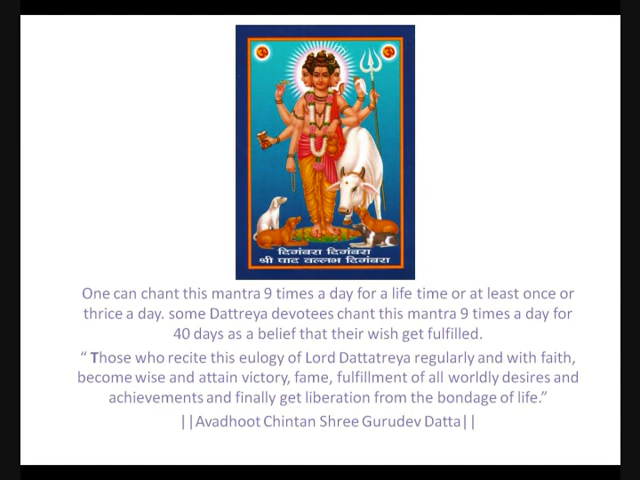 दिगंबरा दिगंबरा
श्री पाद वल्लभ दिगंबरा
One can chant this mantra 9 times a day for a life time or at least once or
thrice a day. some Dattreya devotees chant this mantra 9 times a day for
40 days as a belief that their wish get fulfilled.
“ Those who recite this eulogy of Lord Dattatreya regularly and with faith,
become wise and attain victory, fame, fulfillment of all worldly desires and
achievements and finally get liberation from the bondage of life.”
||Avadhoot Chintan Shree Gurudev Datta||